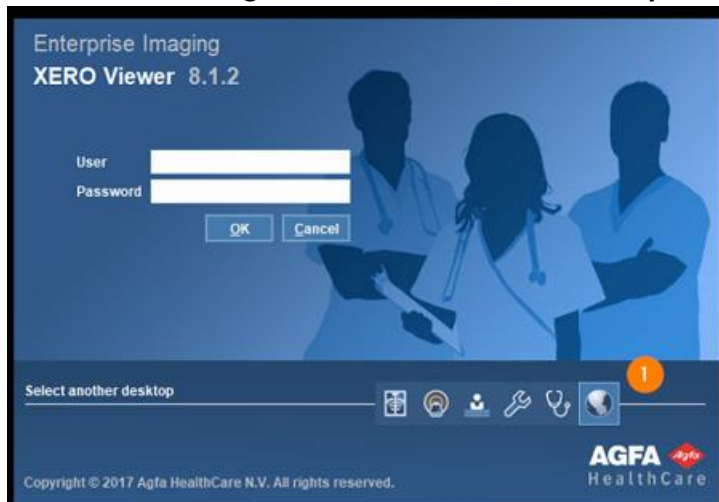 Enterprise Imaging
XERO Viewer 8.1.2
User
Password
OK Cancel
Select another desktop
1
AGFA Agfa
HealthCare
Copyright © 2017 Agfa HealthCare N.V. All rights reserved.